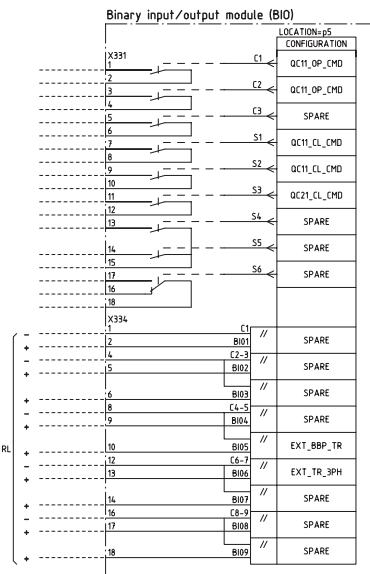 Binary input/output module (BIO)
LOCATION=p5
CONFIGURATION
X331
1 C1 QC11_OP_CMD
2
3 C2 QC11_OP_CMD
4
5 C3 SPARE
6
7 S1 QC11_CL_CMD
8
9 S2 QC11_CL_CMD
10
11 S3 QC21_CL_CMD
12
13 S4 SPARE
14 S5 SPARE
15
17 S6 SPARE
16
18
X334
- 1 C1 //
+ 2 BI01 SPARE
- 4 C2-3 //
+ 5 BI02 SPARE
//
+ 6 BI03 SPARE
- 8 C4-5 //
+ 9 BI04 SPARE
//
RL + 10 BI05 EXT_BBP_TR
- 12 C6-7 //
+ 13 BI06 EXT_TR_3PH
//
+ 14 BI07 SPARE
- 16 C8-9 //
+ 17 BI08 SPARE
//
+ 18 BI09 SPARE